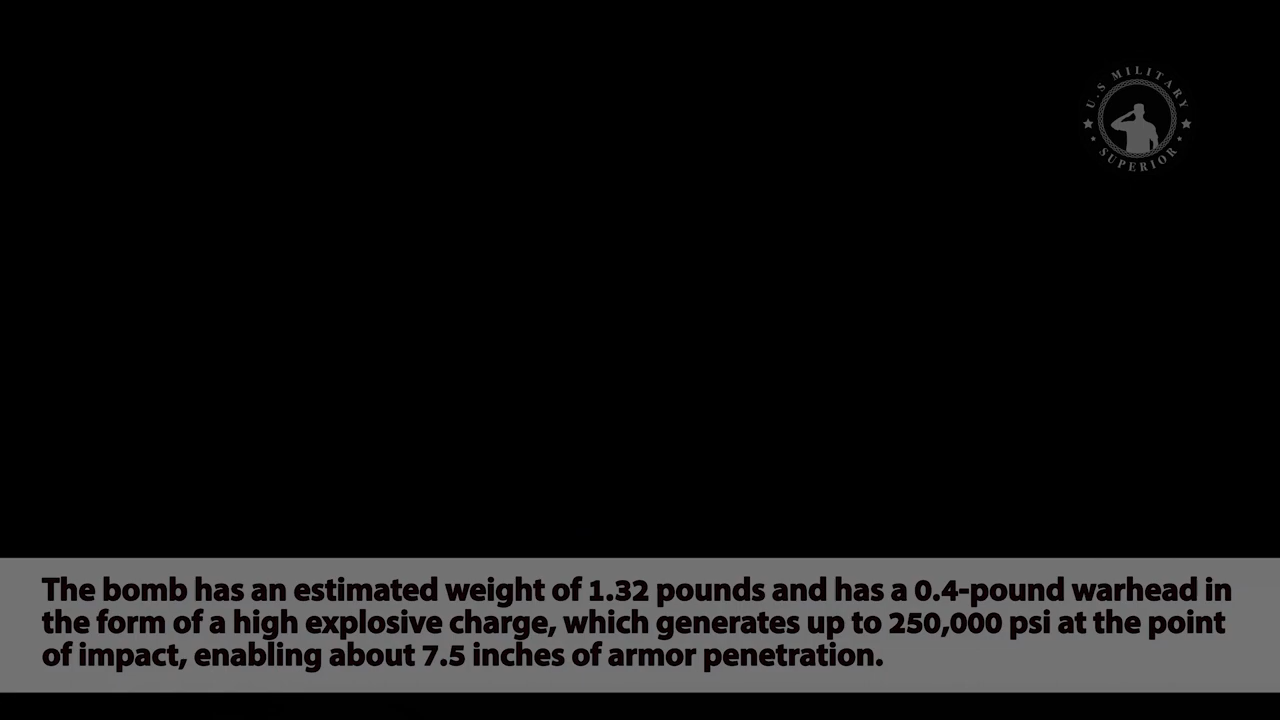 U.S MILITARY
SUPERIOR
The bomb has an estimated weight of 1.32 pounds and has a 0.4-pound warhead in
the form of a high explosive charge, which generates up to 250,000 psi at the point
of impact, enabling about 7.5 inches of armor penetration.